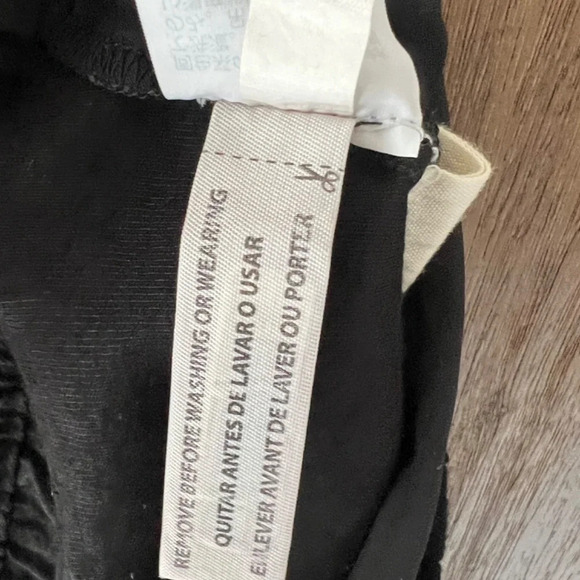 REMOVE BEFORE WASHING OR WEARING
QUITAR ANTES DE LAVAR O USAR
ENLEVER AVANT DE LAVER OU PORTER